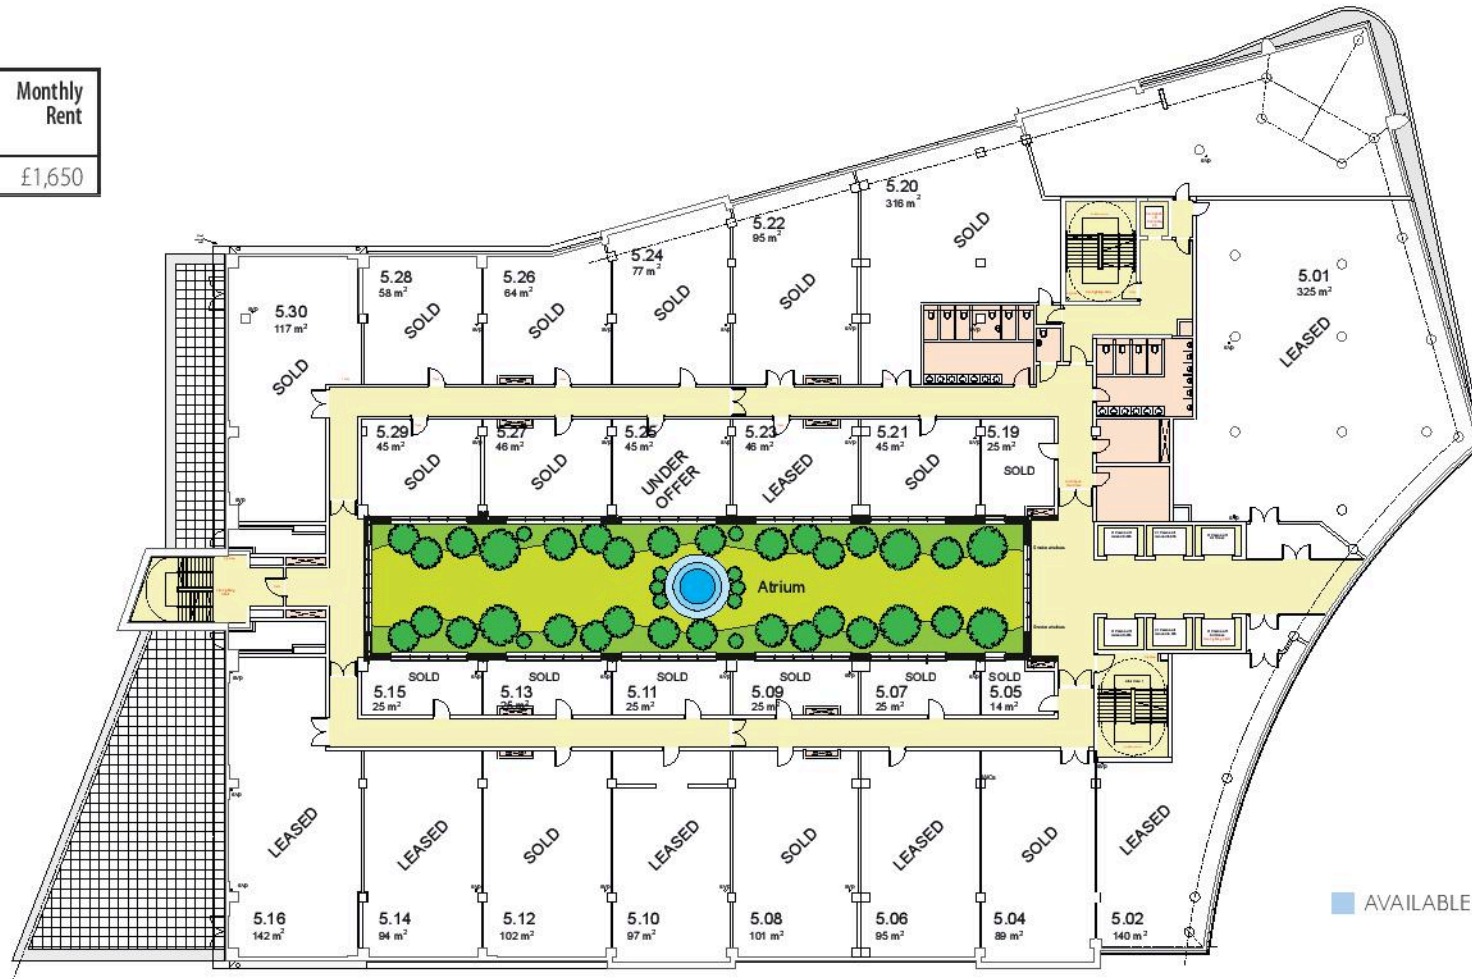 Monthly
Rent
£1,650
5.20
316 m²
SOLD
5.22
95 m²
SOLD
5.24
77 m²
SOLD
5.26
64 m²
SOLD
5.28
58 m²
SOLD
5.30
117 m²
SOLD
5.01
325 m²
LEASED
5.29
45 m²
SOLD
5.27
46 m²
SOLD
5.25
45 m²
UNDER
OFFER
5.23
46 m²
LEASED
5.21
45 m²
SOLD
5.19
25 m²
SOLD
Atrium
SOLD
5.15
25 m²
SOLD
5.13
25 m²
SOLD
5.11
25 m²
SOLD
5.09
25 m²
SOLD
5.07
25 m²
SOLD
5.05
14 m²
LEASED
5.16
142 m²
LEASED
5.14
94 m²
SOLD
5.12
102 m²
LEASED
5.10
97 m²
SOLD
5.08
101 m²
LEASED
5.06
95 m²
SOLD
5.04
89 m²
LEASED
5.02
140 m²
AVAILABLE